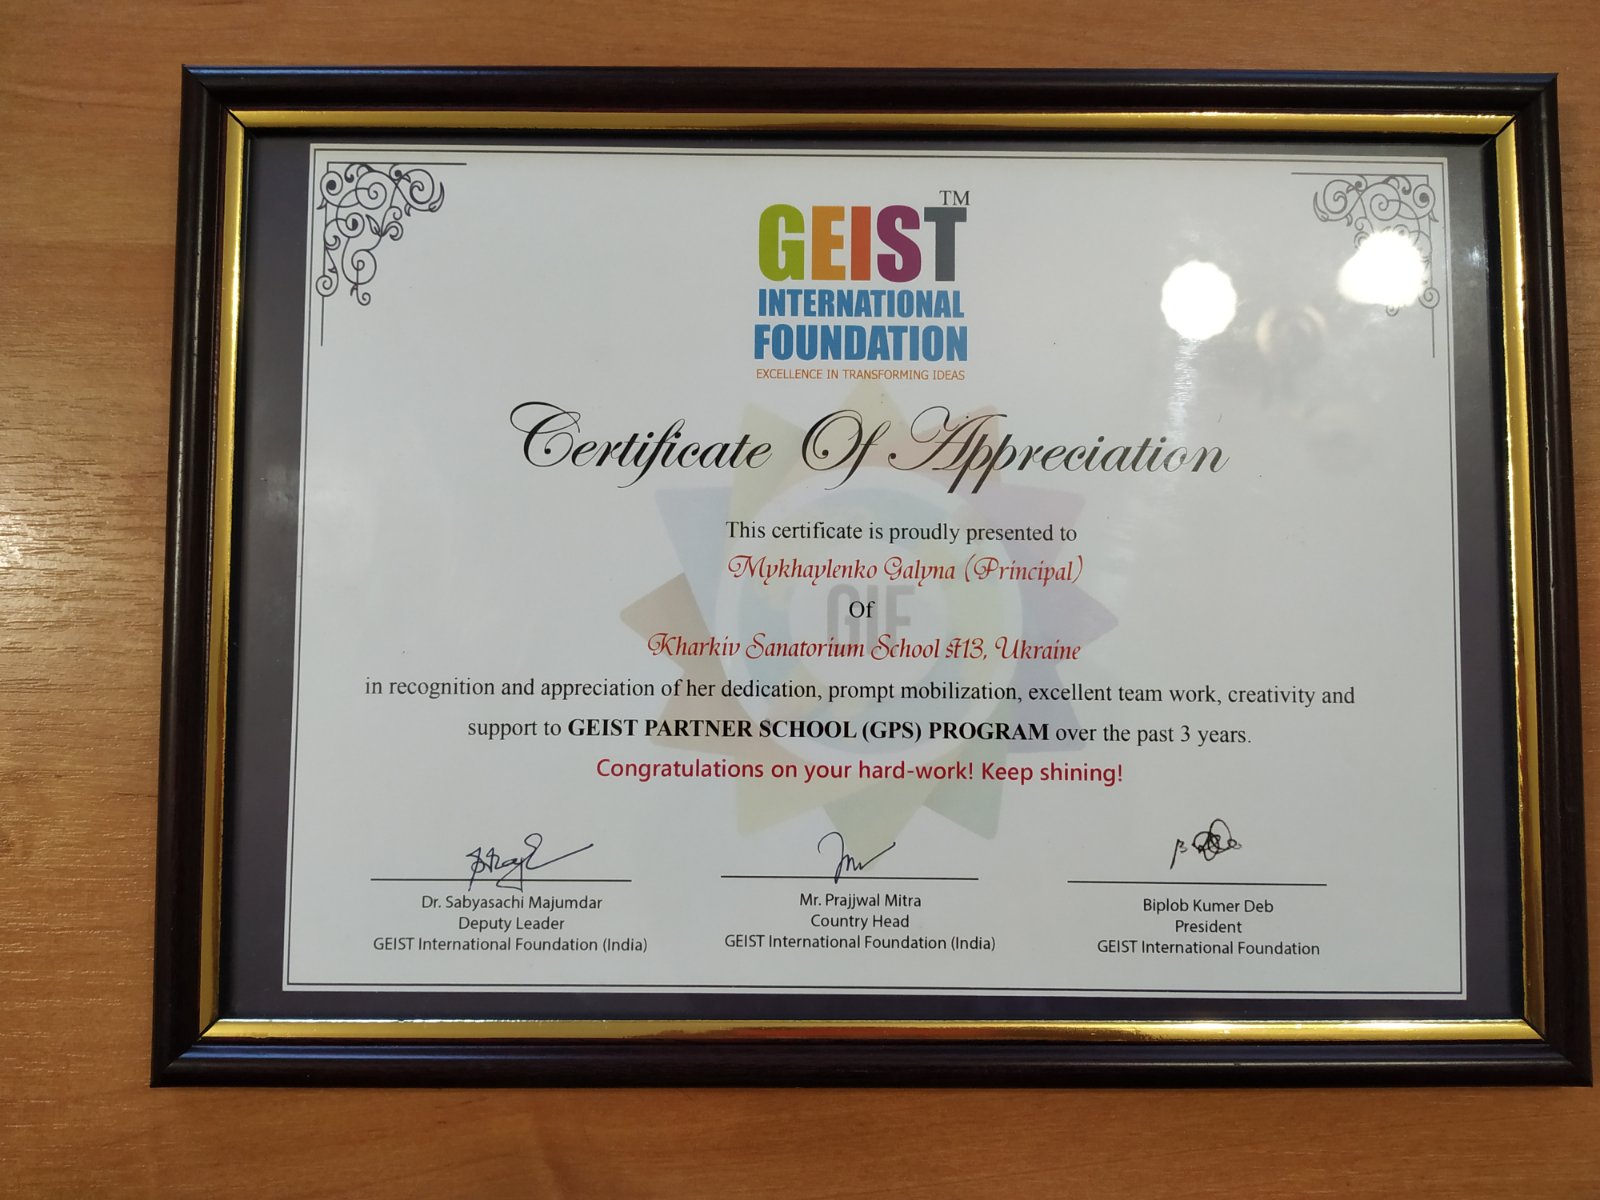 GEIST TM
INTERNATIONAL
FOUNDATION
EXCELLENCE IN TRANSFORMING IDEAS
Certificate Of Appreciation
This certificate is proudly presented to
Mykhaylenko Galyna (Principal)
Of
GIF
Kharkiv Sanatorium School #13, Ukraine
in recognition and appreciation of her dedication, prompt mobilization, excellent team work, creativity and
support to GEIST PARTNER SCHOOL (GPS) PROGRAM over the past 3 years.
Congratulations on your hard-work! Keep shining!
Dr. Sabyasachi Majumdar
Deputy Leader
GEIST International Foundation (India)
Mr. Prajjwal Mitra
Country Head
GEIST International Foundation (India)
Biplob Kumer Deb
President
GEIST International Foundation